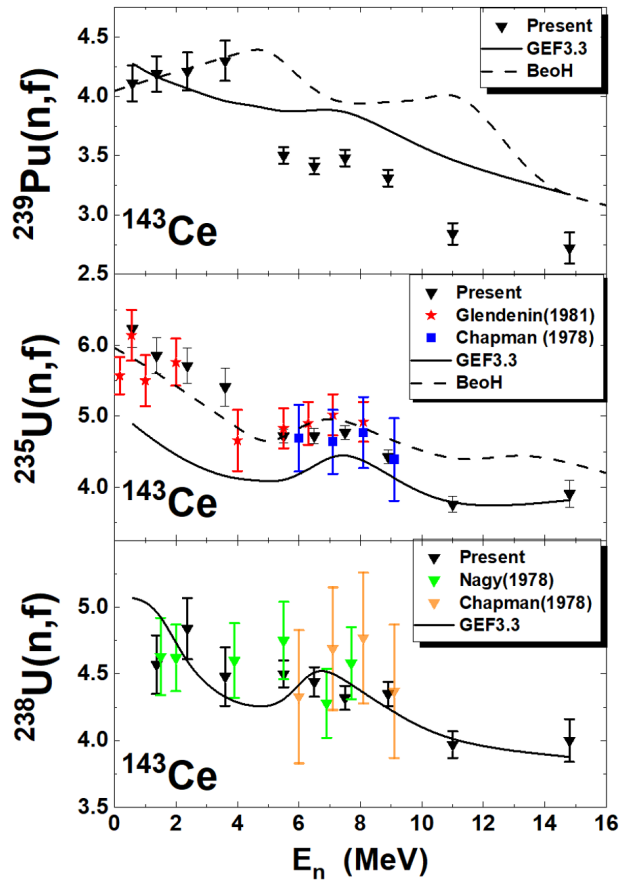 4.5
4.0
3.5
3.0
2.5
²³⁹Pu(n,f)
¹⁴³Ce
Present
GEF3.3
BeoH
6.0
5.0
4.0
²³⁵U(n,f)
¹⁴³Ce
Present
Glendenin(1981)
Chapman (1978)
GEF3.3
BeoH
5.0
4.5
4.0
3.5
²³⁸U(n,f)
¹⁴³Ce
Present
Nagy(1978)
Chapman(1978)
GEF3.3
0 2 4 6 8 10 12 14 16
Eₙ (MeV)